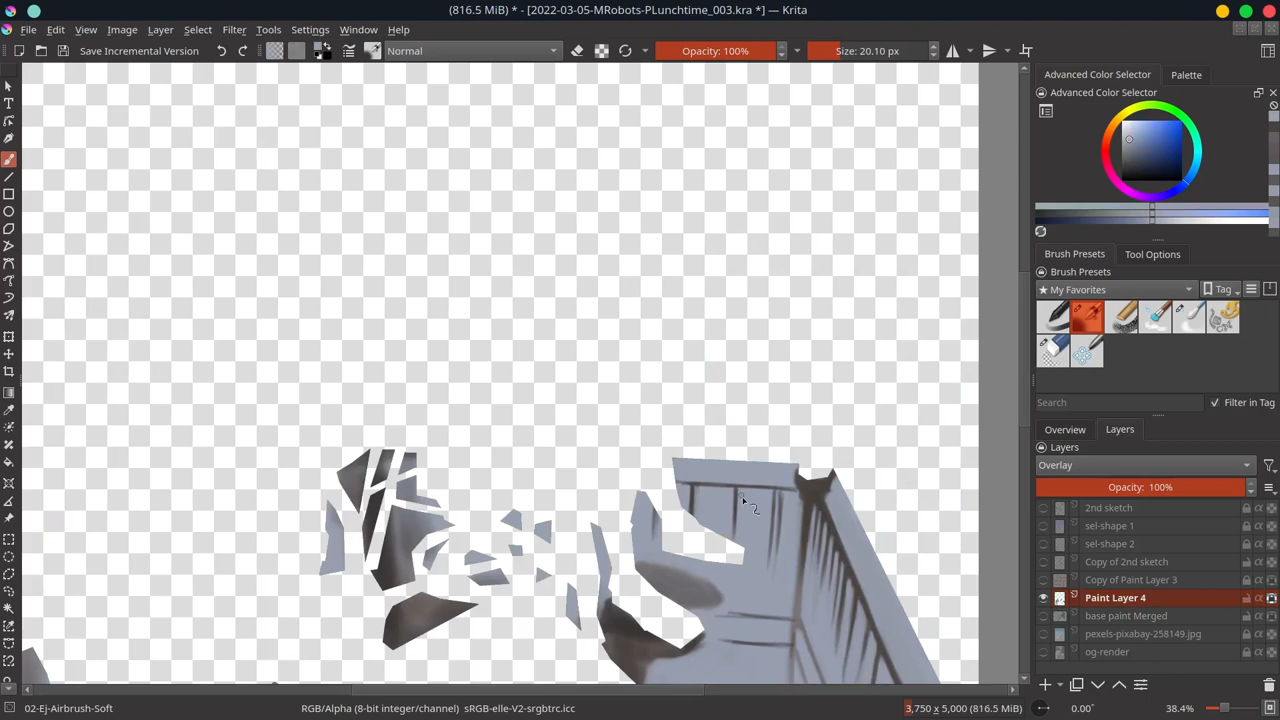 (816.5 MiB) * - [2022-03-05-MRobots-PLunchtime_003.kra *] — Krita
File Edit View Image Layer Select Filter Tools Settings Window Help
Save Incremental Version Normal Opacity: 100% Size: 20.10 px
Advanced Color Selector Palette
Advanced Color Selector
Brush Presets Tool Options
Brush Presets
★ My Favorites Tag
Search Filter in Tag
Overview Layers
Layers
Overlay
Opacity: 100%
2nd sketch
sel-shape 1
sel-shape 2
Copy of 2nd sketch
Copy of Paint Layer 3
Paint Layer 4
base paint Merged
pexels-pixabay-258149.jpg
og-render
02-Ej-Airbrush-Soft RGB/Alpha (8-bit integer/channel) sRGB-elle-V2-srgbtrc.icc 3,750 x 5,000 (816.5 MiB) 0.00° 38.4%